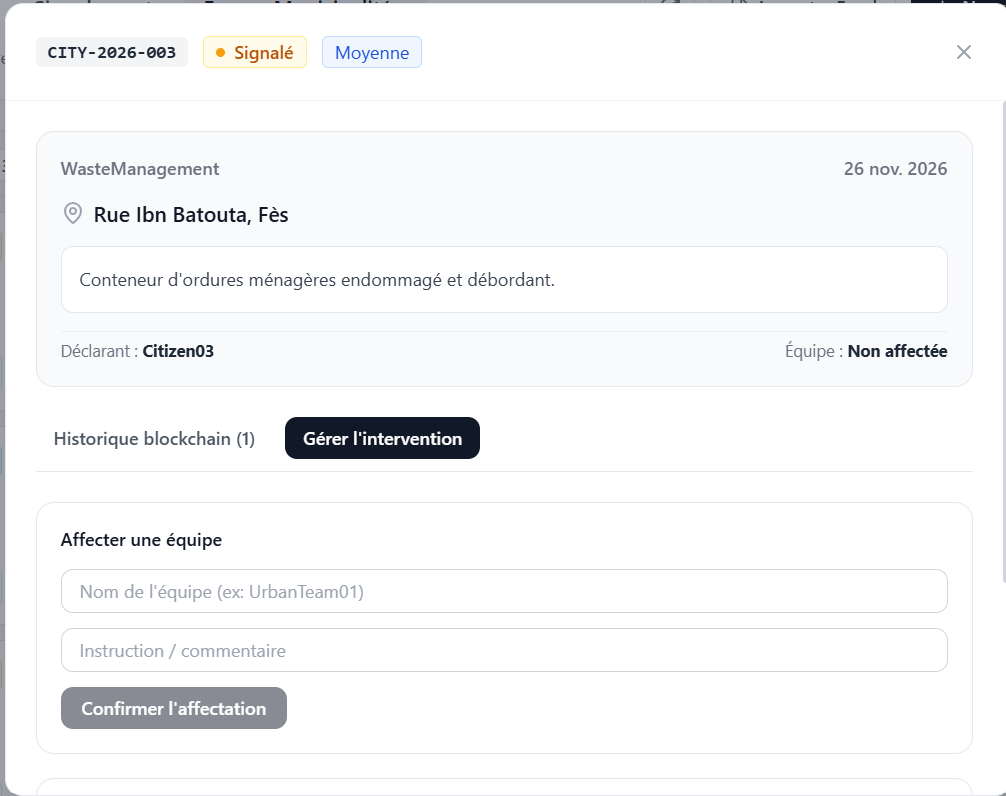 CITY-2026-003 Signalé Moyenne
WasteManagement 26 nov. 2026
Rue Ibn Batouta, Fès
Conteneur d'ordures ménagères endommagé et débordant.
Déclarant : Citizen03 Équipe : Non affectée
Historique blockchain (1) Gérer l'intervention
Affecter une équipe
Nom de l'équipe (ex: UrbanTeam01)
Instruction / commentaire
Confirmer l'affectation